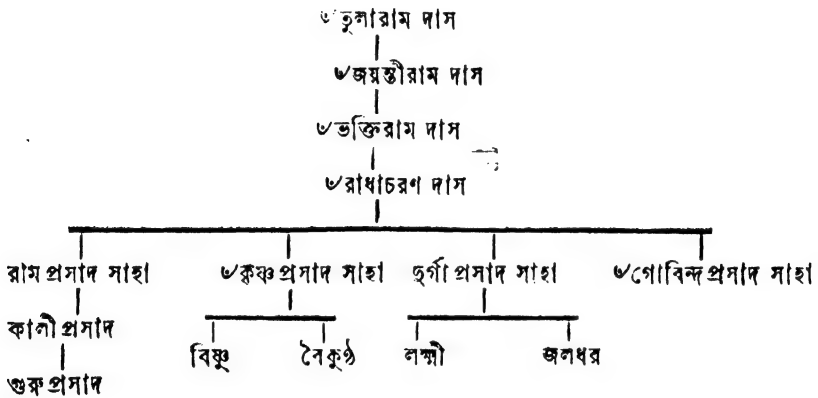 ৺তুলারাম দাস
৺জয়ন্তীরাম দাস
৺ভক্তিরাম দাস
৺রাধাচরণ দাস
রামপ্রসাদ সাহা ৺কৃষ্ণপ্রসাদ সাহা দুর্গাপ্রসাদ সাহা ৺গোবিন্দপ্রসাদ সাহা
কালীপ্রসাদ
বিষ্ণু বৈকুণ্ঠ লক্ষ্মী জলধর
গুরুপ্রসাদ